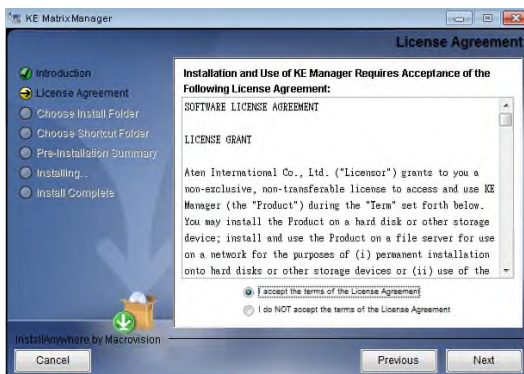 KE MatrixManager
License Agreement
Introduction
License Agreement
Choose Install Folder
Choose Shortcut Folder
Pre-Installation Summary
Installing...
Install Complete
Installation and Use of KE Manager Requires Acceptance of the
Following License Agreement:
SOFTWARE LICENSE AGREEMENT
LICENSE GRANT
Aten International Co., Ltd. ("Licensor") grants to you a
non-exclusive, non-transferable license to access and use KE
Manager (the "Product") during the "Term" set forth below.
You may install the Product on a hard disk or other storage
device; install and use the Product on a file server for use
on a network for the purposes of (i) permanent installation
onto hard disks or other storage devices or (ii) use of the
I accept the terms of the License Agreement
I do NOT accept the terms of the License Agreement
InstallAnywhere by Macrovision
Cancel
Previous
Next